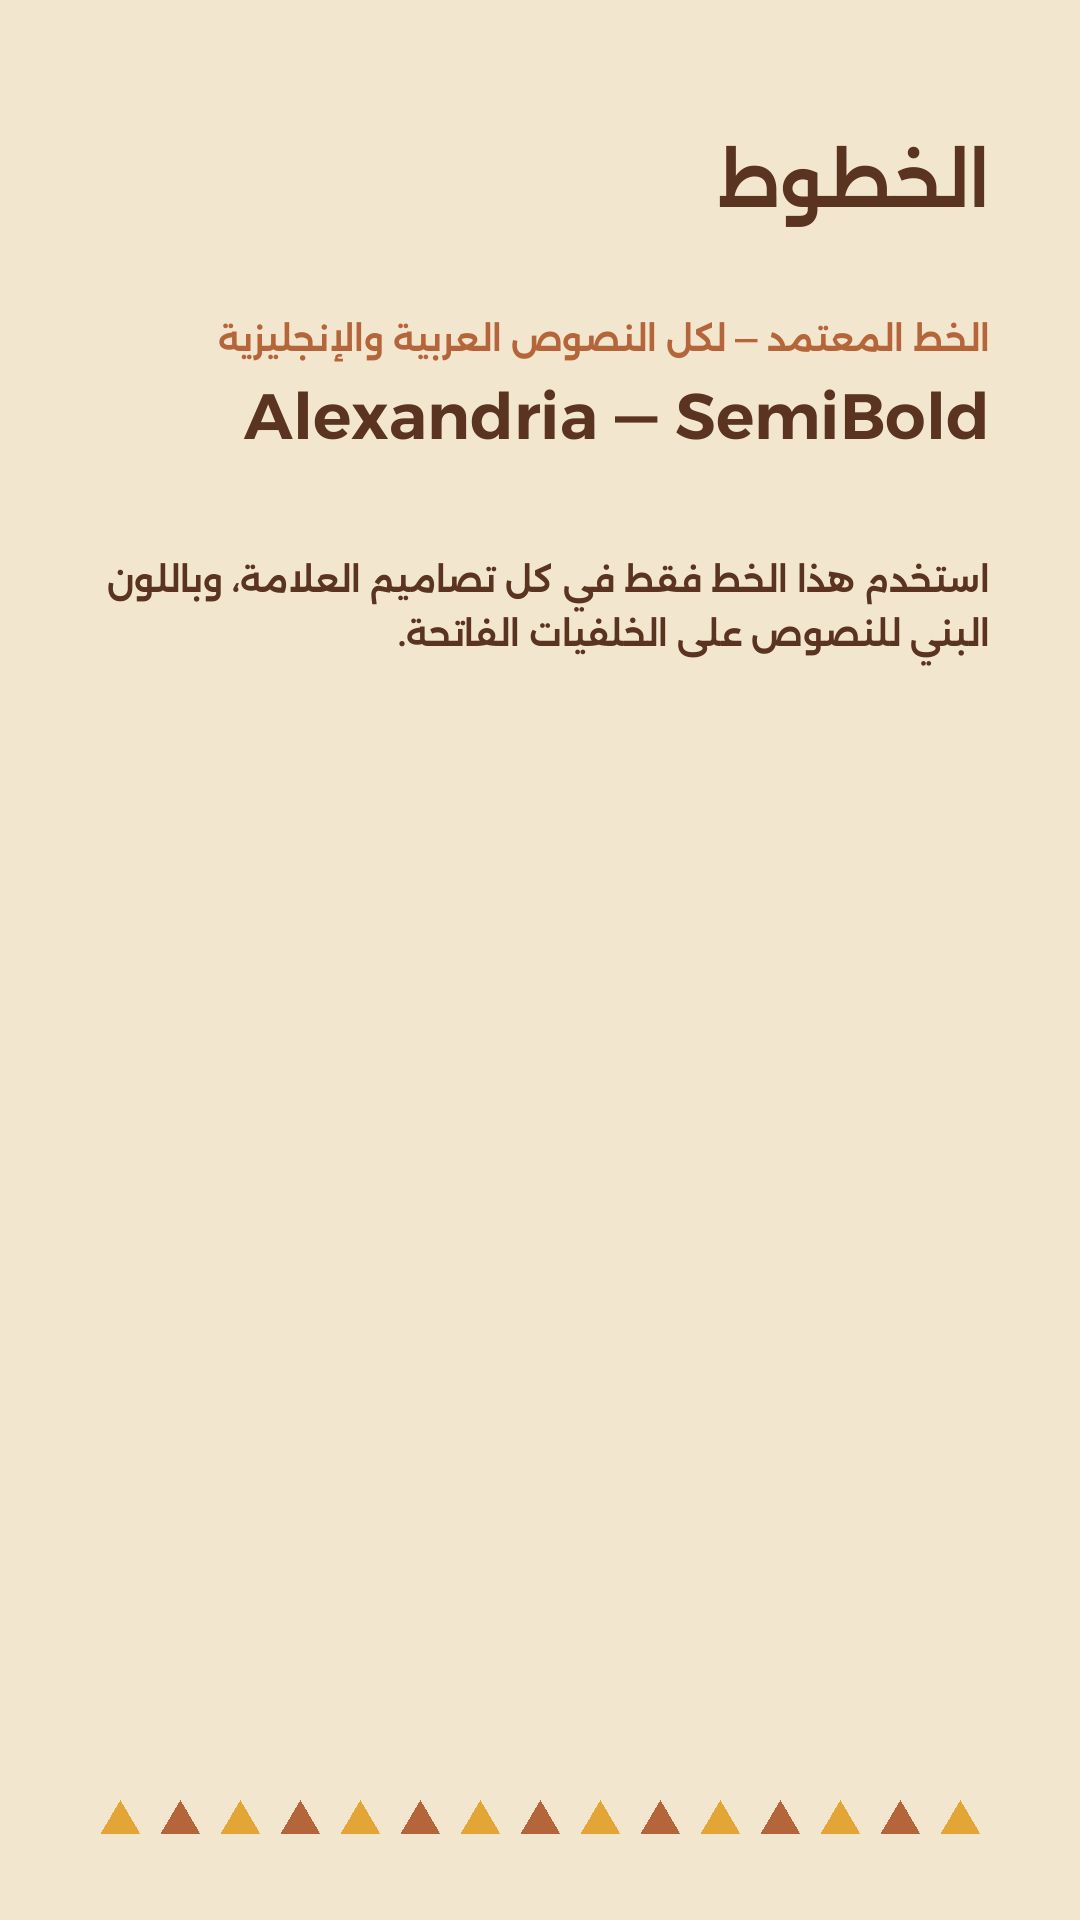 الخطوط
الخط المعتمد — لكل النصوص العربية والإنجليزية
Alexandria — SemiBold
استخدم هذا الخط فقط في كل تصاميم العلامة، وباللون
البني للنصوص على الخلفيات الفاتحة.